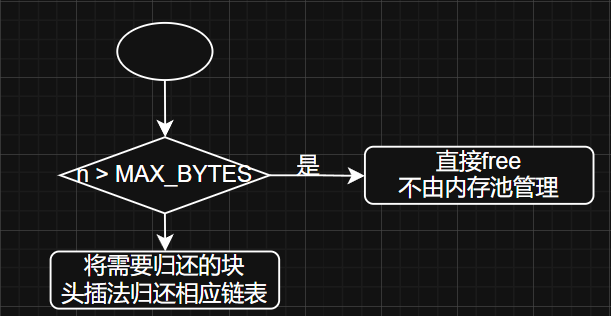 n > MAX_BYTES
是
直接free
不由内存池管理
将需要归还的块
头插法归还相应链表